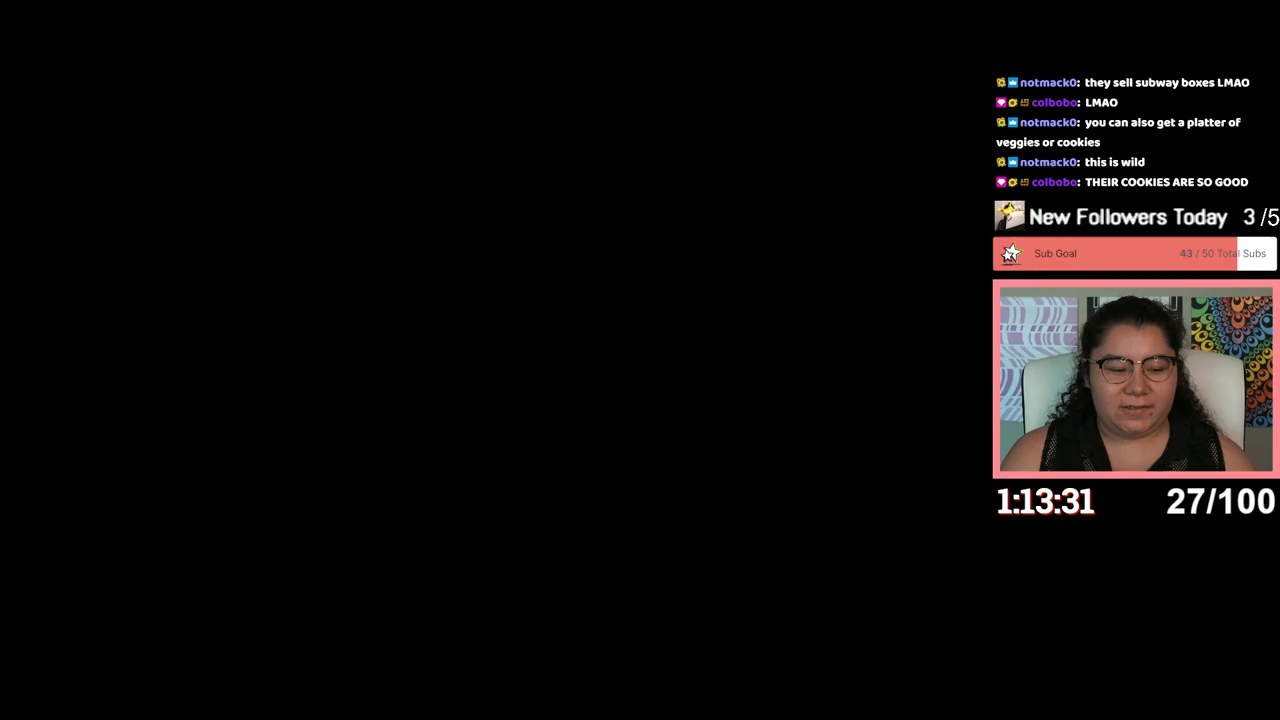 notmack0: they sell subway boxes LMAO
colbobo: LMAO
notmack0: you can also get a platter of
veggies or cookies
notmack0: this is wild
colbobo: THEIR COOKIES ARE SO GOOD
New Followers Today 3 /5
Sub Goal 43 / 50 Total Subs
1:13:31 27/100